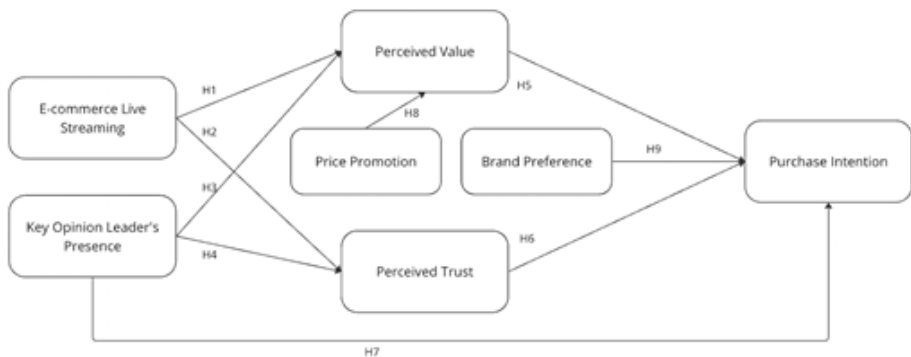 Perceived Value
H1
H5
E-commerce Live
Streaming
H8
H2
Price Promotion
Brand Preference
H9
Purchase Intention
H3
Key Opinion Leader's
Presence
H4
H6
Perceived Trust
H7